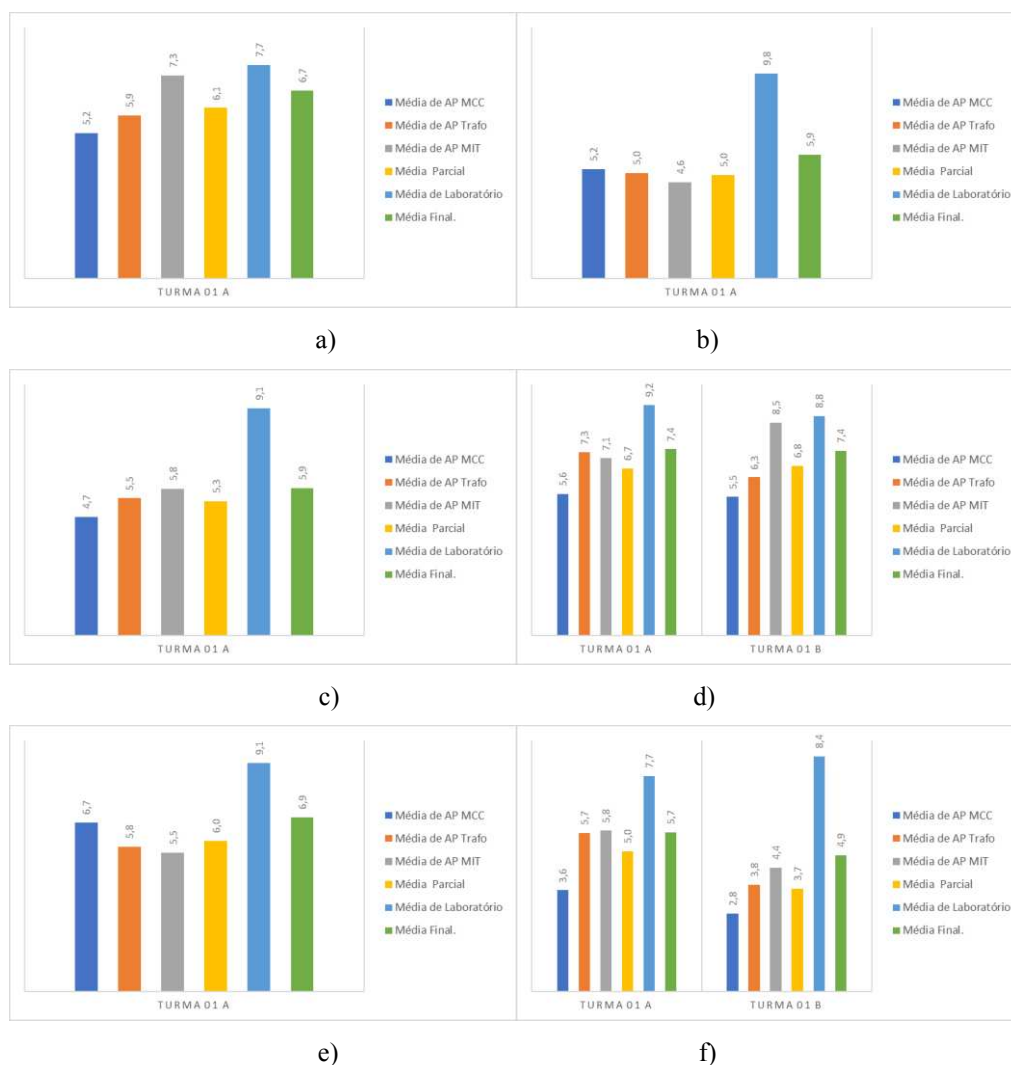 5,2
5,9
7,3
6,1
7,7
6,7
TURMA 01 A
Média de AP MCC
Média de AP Trafo
Média de AP MIT
Média Parcial
Média de Laboratório
Média Final.
5,2
5,0
4,6
5,0
9,8
5,9
TURMA 01 A
Média de AP MCC
Média de AP Trafo
Média de AP MIT
Média Parcial
Média de Laboratório
Média Final.
a)
b)
4,7
5,5
5,8
5,3
9,1
5,9
TURMA 01 A
Média de AP MCC
Média de AP Trafo
Média de AP MIT
Média Parcial
Média de Laboratório
Média Final.
5,6
7,3
7,1
6,7
9,2
7,4
TURMA 01 A
5,5
6,3
8,5
6,8
8,8
7,4
TURMA 01 B
Média de AP MCC
Média de AP Trafo
Média de AP MIT
Média Parcial
Média de Laboratório
Média Final.
c)
d)
6,7
5,8
5,5
6,0
9,1
6,9
TURMA 01 A
Média de AP MCC
Média de AP Trafo
Média de AP MIT
Média Parcial
Média de Laboratório
Média Final.
3,6
5,7
5,8
5,0
7,7
5,7
TURMA 01 A
2,8
3,8
4,4
3,7
8,4
4,9
TURMA 01 B
Média de AP MCC
Média de AP Trafo
Média de AP MIT
Média Parcial
Média de Laboratório
Média Final.
e)
f)